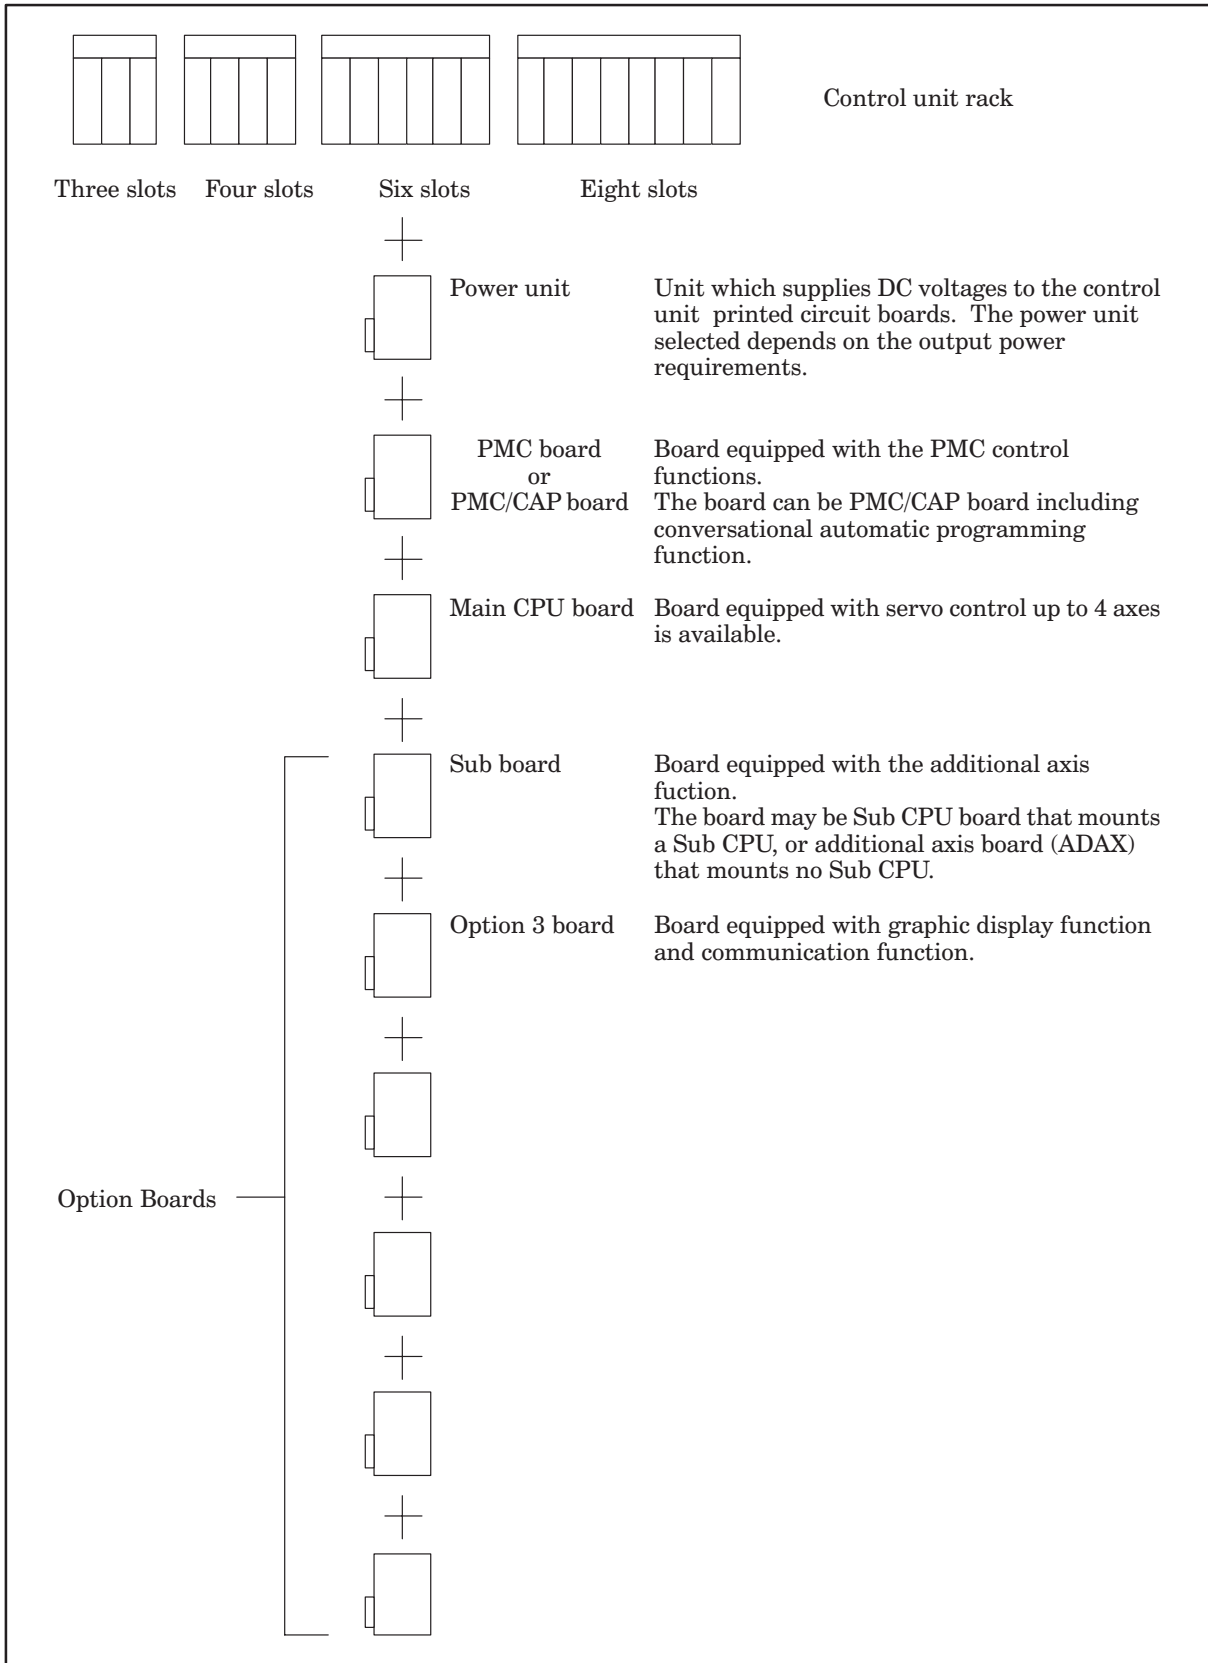 Control unit rack
Three slots Four slots Six slots Eight slots
Power unit
Unit which supplies DC voltages to the control
unit printed circuit boards. The power unit
selected depends on the output power
requirements.
PMC board
or
PMC/CAP board
Board equipped with the PMC control
functions.
The board can be PMC/CAP board including
conversational automatic programming
function.
Main CPU board
Board equipped with servo control up to 4 axes
is available.
Sub board
Board equipped with the additional axis
fuction.
The board may be Sub CPU board that mounts
a Sub CPU, or additional axis board (ADAX)
that mounts no Sub CPU.
Option 3 board
Board equipped with graphic display function
and communication function.
Option Boards